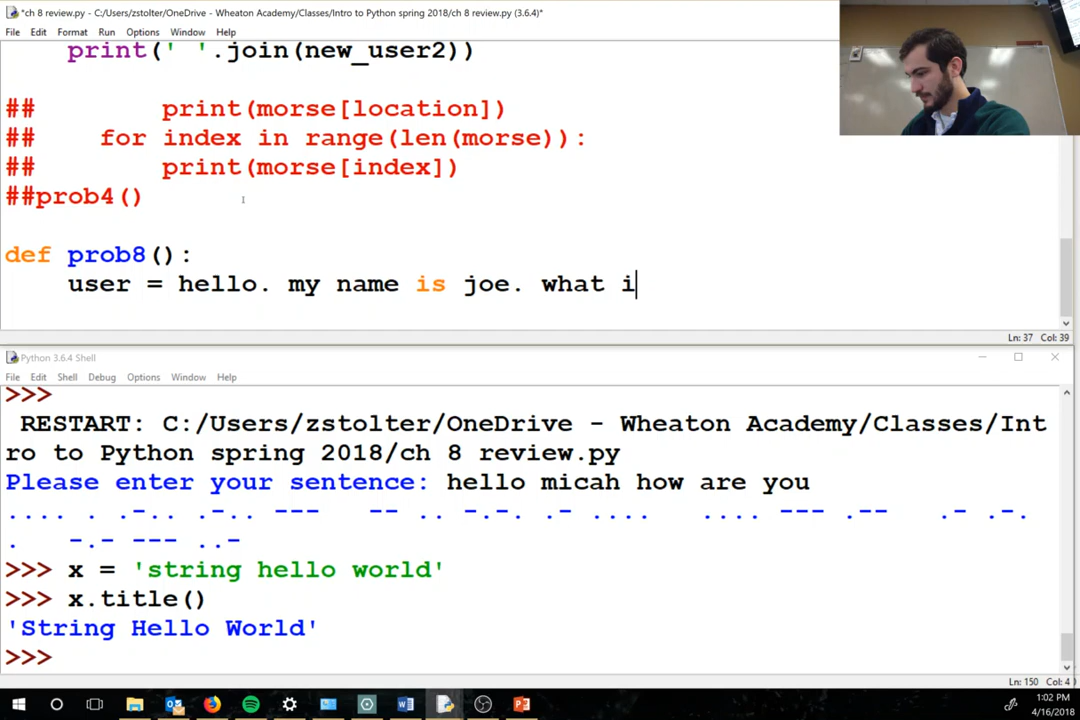 *ch 8 review.py - C:/Users/zstolter/OneDrive - Wheaton Academy/Classes/Intro to Python spring 2018/ch 8 review.py (3.6.4)*
File Edit Format Run Options Window Help
print(' '.join(new_user2))
## print(morse[location])
## for index in range(len(morse)):
## print(morse[index])
##prob4()
def prob8():
user = hello. my name is joe. what i
Ln: 37 Col: 39
Python 3.6.4 Shell
File Edit Shell Debug Options Window Help
>>>
RESTART: C:/Users/zstolter/OneDrive - Wheaton Academy/Classes/Int
ro to Python spring 2018/ch 8 review.py
Please enter your sentence: hello micah how are you
.... . .-.. .-.. --- -- .. -.-. .- .... .... --- .-- .- .-.
. -.-- --- ..-
>>> x = 'string hello world'
>>> x.title()
'String Hello World'
>>>
Ln: 150 Col: 4
1:02 PM
4/16/2018